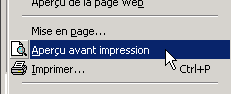 Aperçu de la page Web
Mise en page...
Aperçu avant impression
Imprimer... Ctrl+P